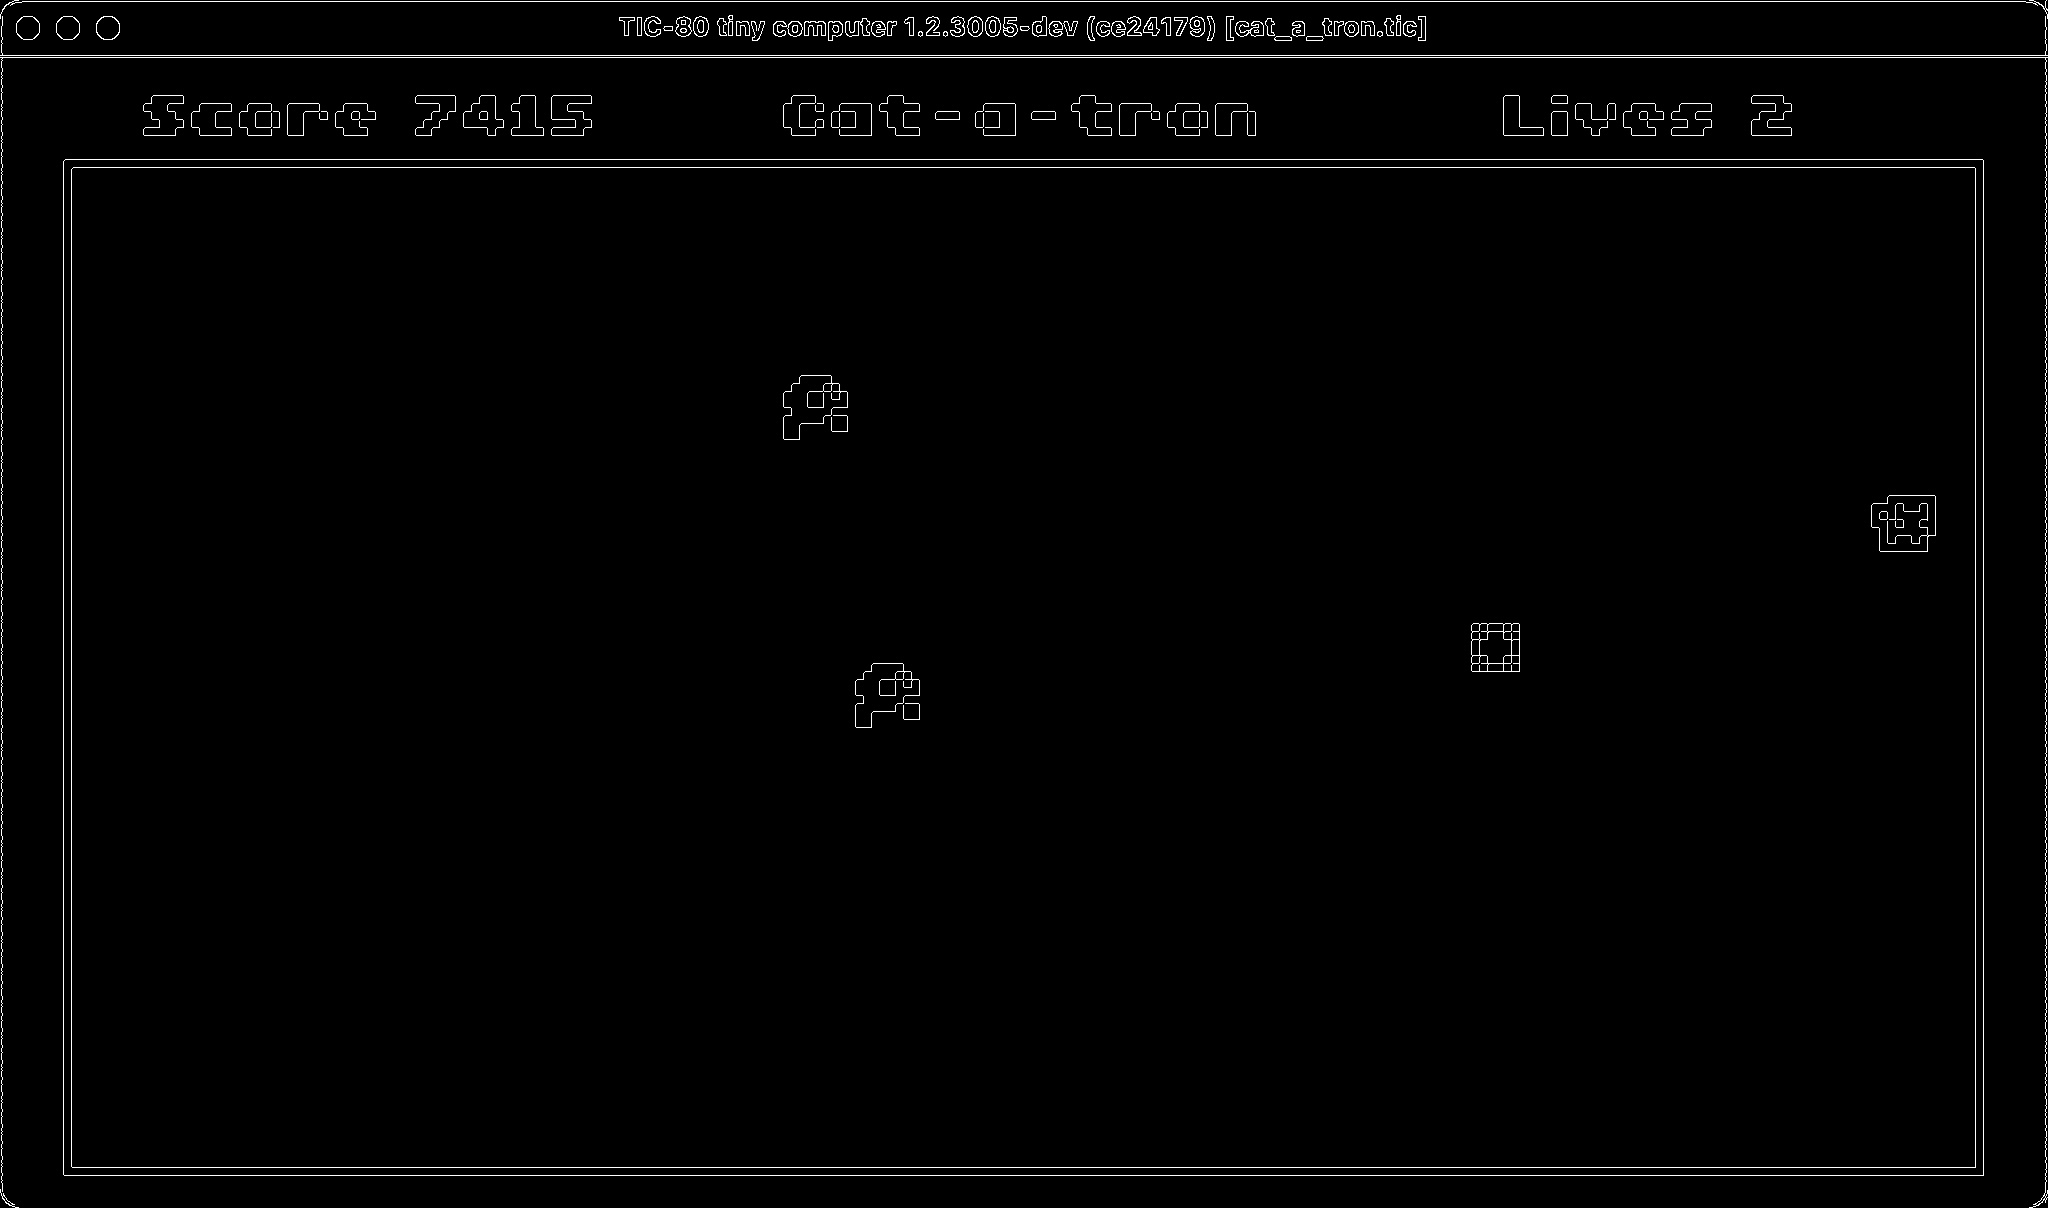 TIC-80 tiny computer 1.2.3005-dev (ce24179) [cat_a_tron.tic]
Score 7415 Cat-a-tron Lives 2